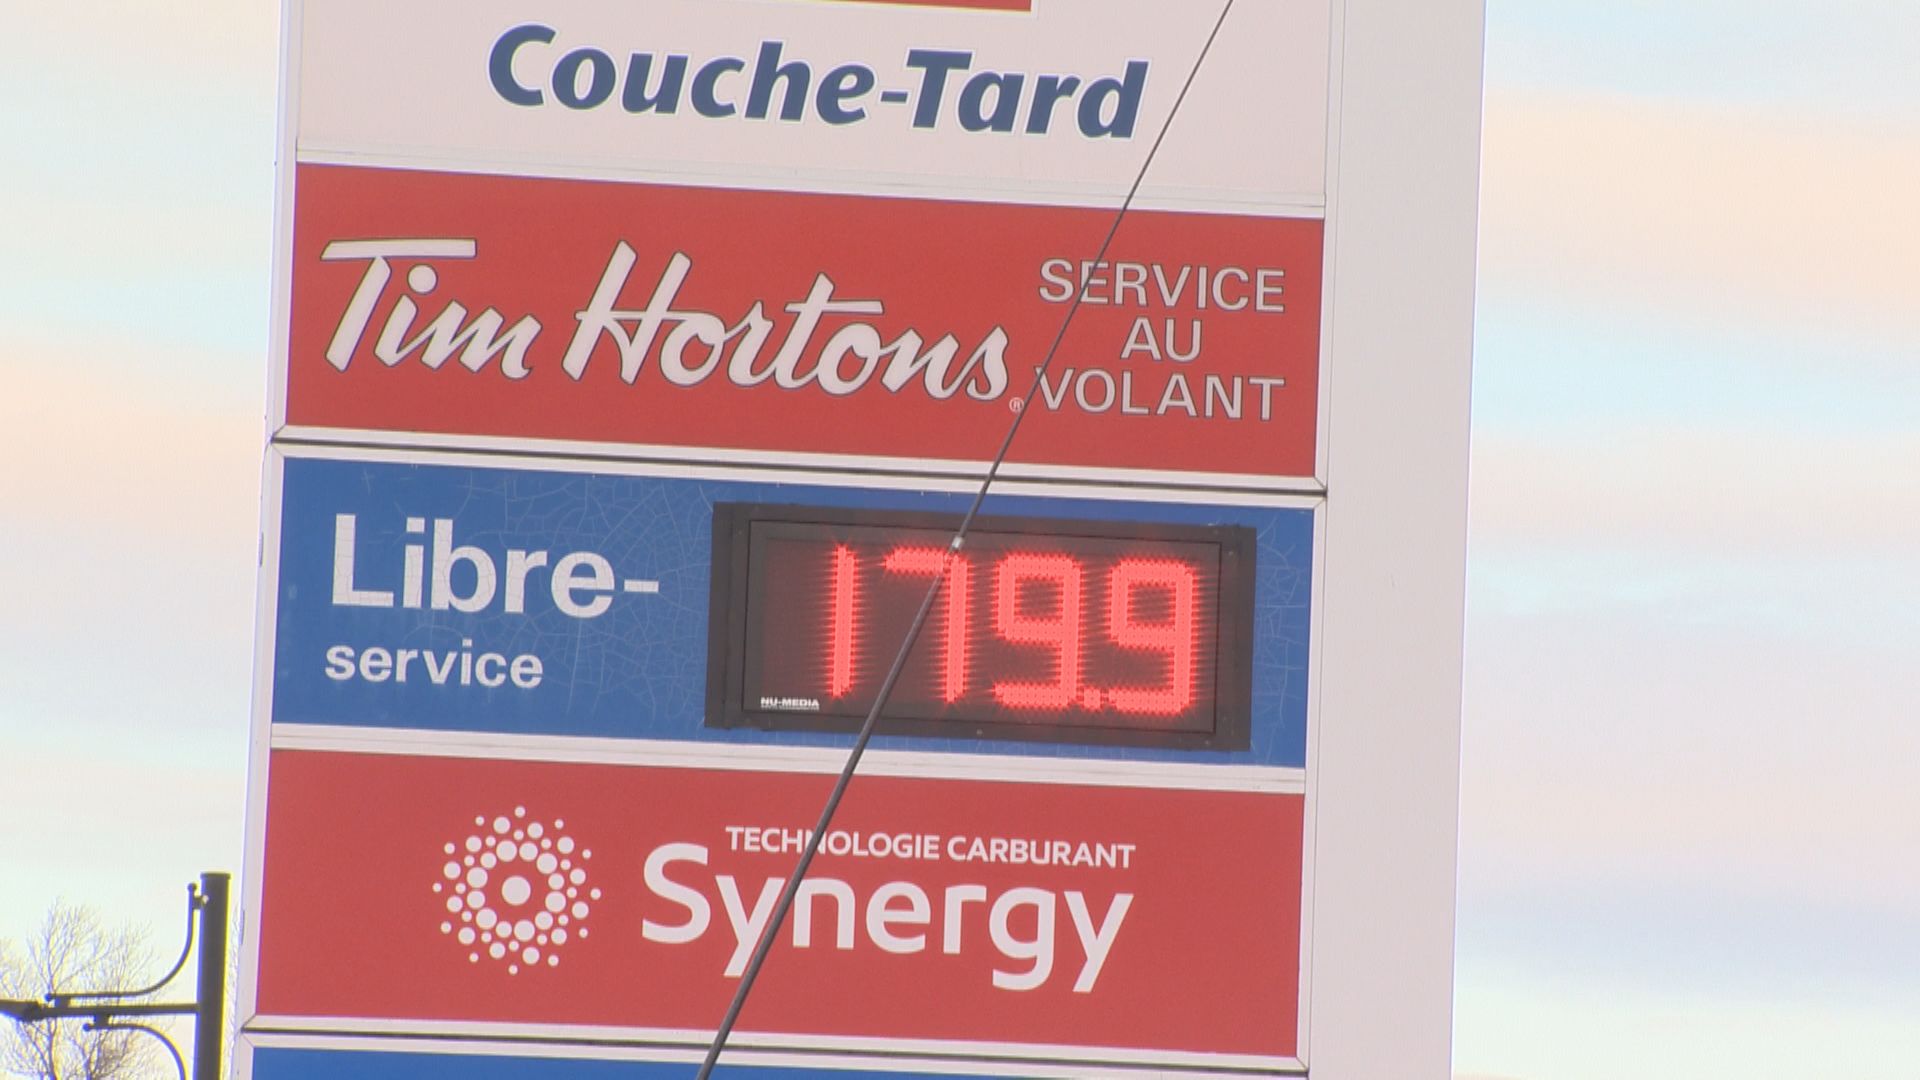 Couche-Tard
Tim Hortons®
SERVICE
AU
VOLANT
Libre-
service
179.9
NU-MEDIA
TECHNOLOGIE CARBURANT
Synergy